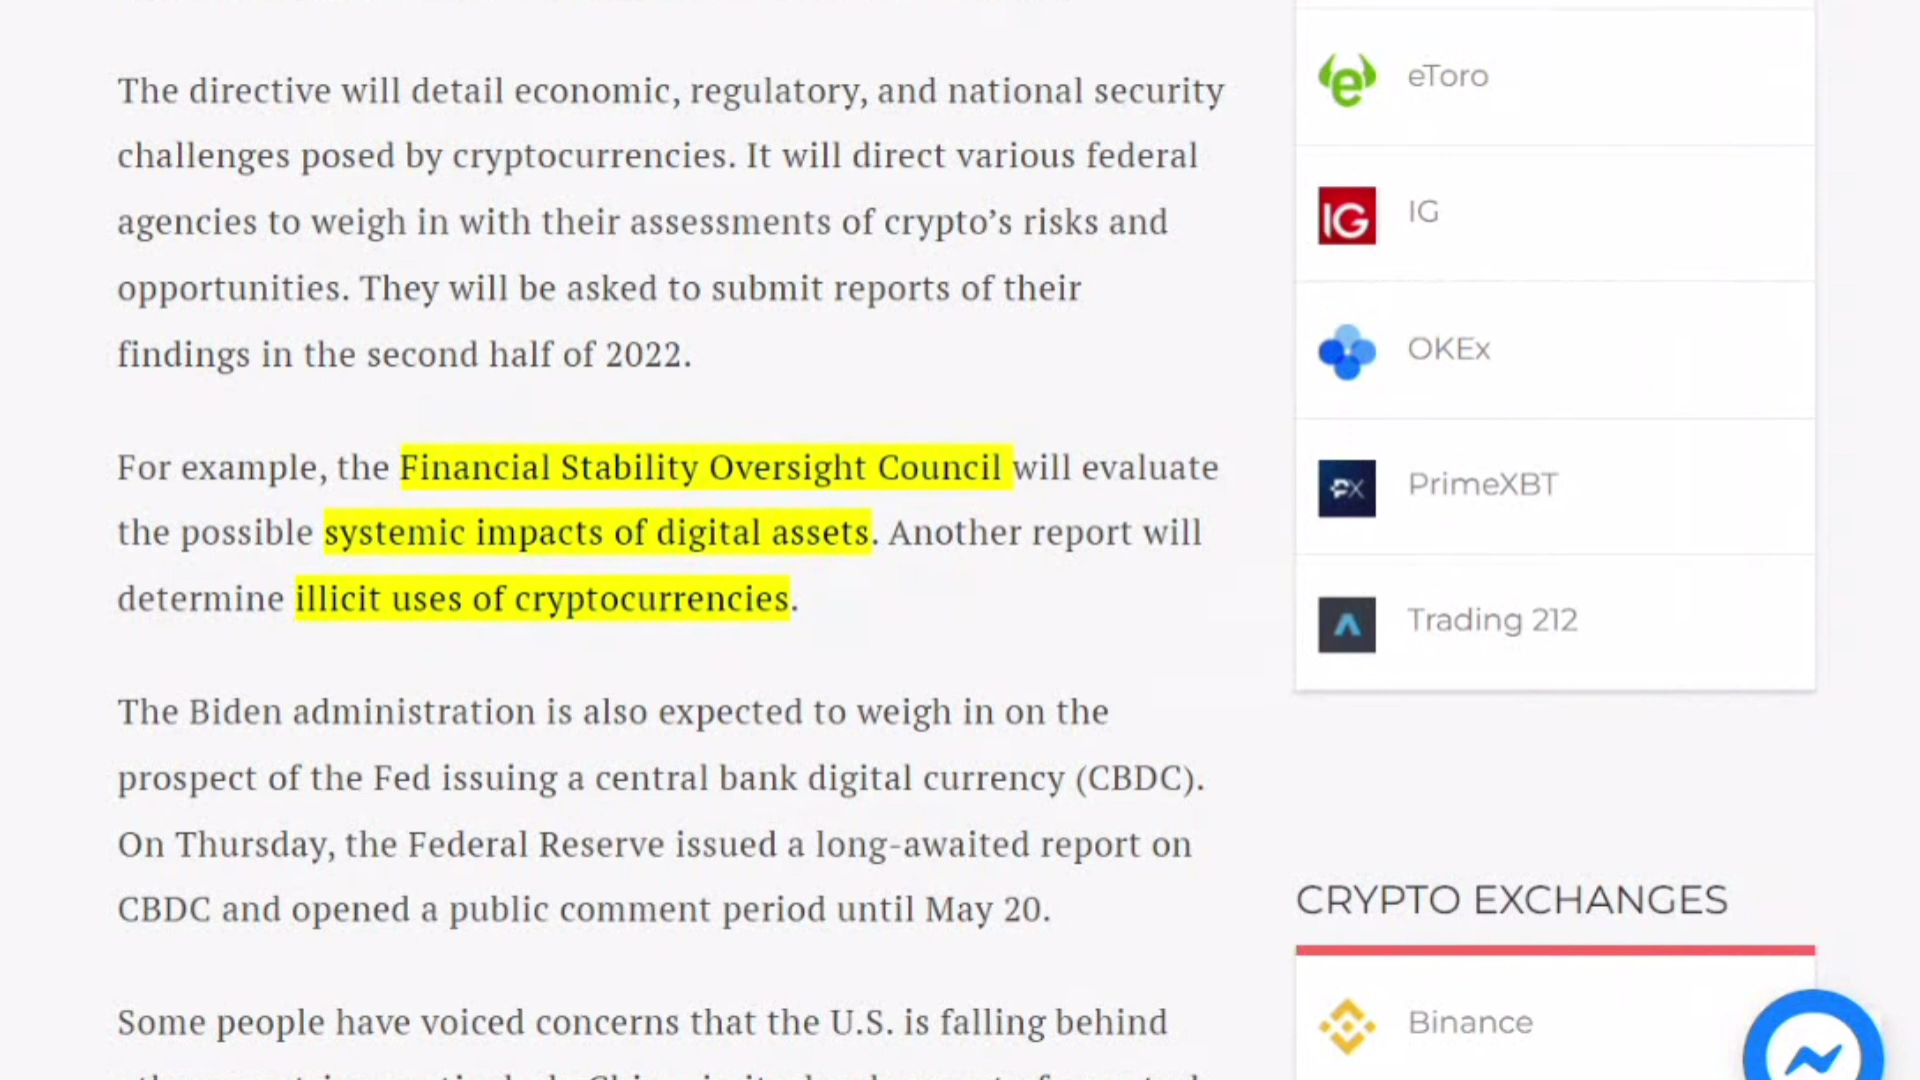 The directive will detail economic, regulatory, and national security
challenges posed by cryptocurrencies. It will direct various federal
agencies to weigh in with their assessments of crypto’s risks and
opportunities. They will be asked to submit reports of their
findings in the second half of 2022.
For example, the Financial Stability Oversight Council will evaluate
the possible systemic impacts of digital assets. Another report will
determine illicit uses of cryptocurrencies.
The Biden administration is also expected to weigh in on the
prospect of the Fed issuing a central bank digital currency (CBDC).
On Thursday, the Federal Reserve issued a long-awaited report on
CBDC and opened a public comment period until May 20.
Some people have voiced concerns that the U.S. is falling behind
eToro
IG
IG
OKEx
PX
PrimeXBT
Trading 212
CRYPTO EXCHANGES
Binance